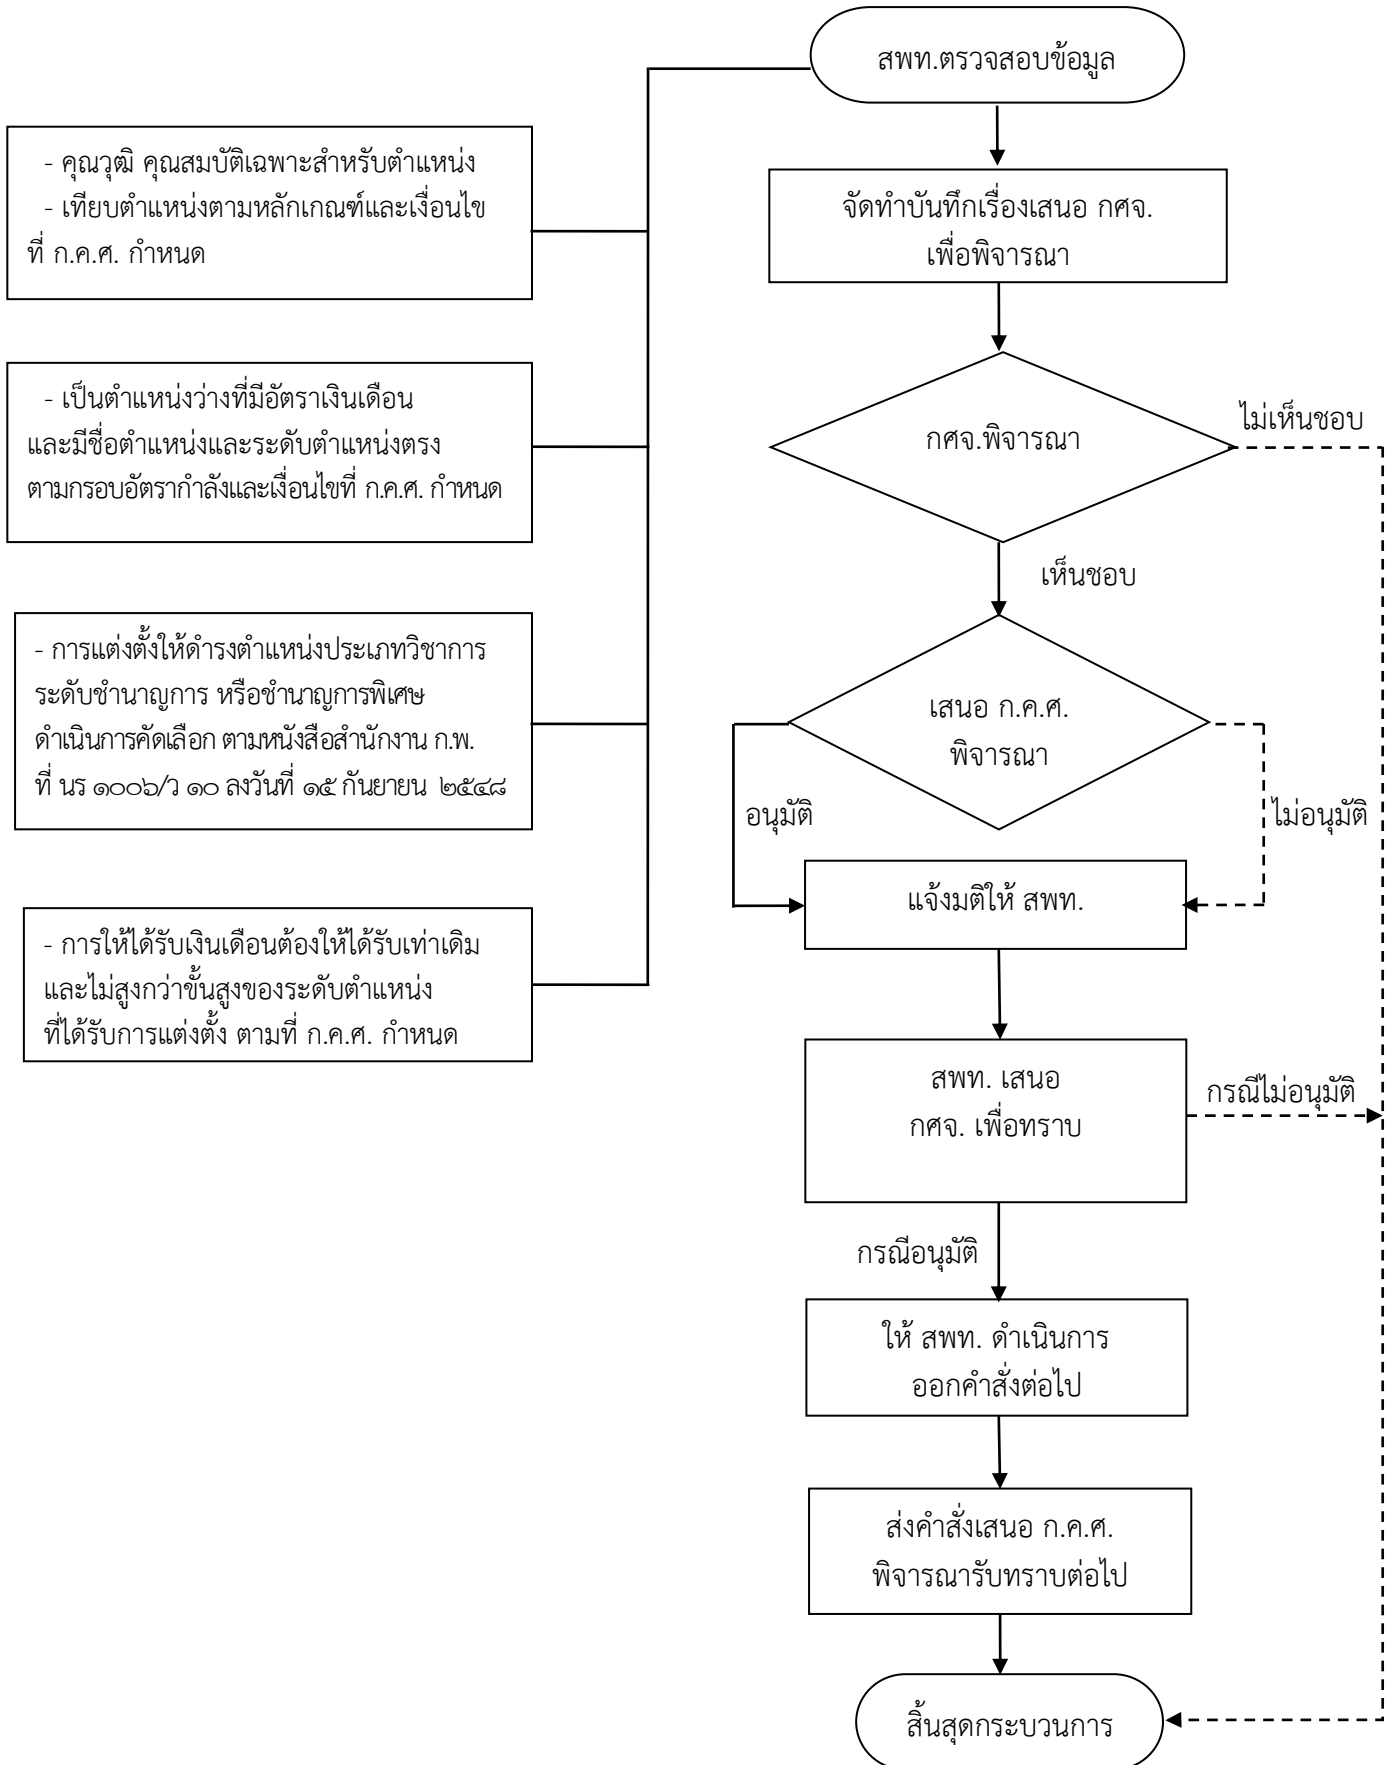 สพท.ตรวจสอบข้อมูล
- คุณวุฒิ คุณสมบัติเฉพาะสำหรับตำแหน่ง
- เทียบตำแหน่งตามหลักเกณฑ์และเงื่อนไข
ที่ ก.ค.ศ. กำหนด
- เป็นตำแหน่งว่างที่มีอัตราเงินเดือน
และมีชื่อตำแหน่งและระดับตำแหน่งตรง
ตามกรอบอัตรากำลังและเงื่อนไขที่ ก.ค.ศ. กำหนด
- การแต่งตั้งให้ดำรงตำแหน่งประเภทวิชาการ
ระดับชำนาญการ หรือชำนาญการพิเศษ
ดำเนินการคัดเลือก ตามหนังสือสำนักงาน ก.พ.
ที่ นร ๑๐๐๖/ว ๑๐ ลงวันที่ ๑๕ กันยายน ๒๕๔๘
- การให้ได้รับเงินเดือนต้องให้ได้รับเท่าเดิม
และไม่สูงกว่าขั้นสูงของระดับตำแหน่ง
ที่ได้รับการแต่งตั้ง ตามที่ ก.ค.ศ. กำหนด
จัดทำบันทึกเรื่องเสนอ กศจ.
เพื่อพิจารณา
กศจ.พิจารณา
ไม่เห็นชอบ
เห็นชอบ
เสนอ ก.ค.ศ.
พิจารณา
อนุมัติ
ไม่อนุมัติ
แจ้งมติให้ สพท.
สพท. เสนอ
กศจ. เพื่อทราบ
กรณีไม่อนุมัติ
กรณีอนุมัติ
ให้ สพท. ดำเนินการ
ออกคำสั่งต่อไป
ส่งคำสั่งเสนอ ก.ค.ศ.
พิจารณารับทราบต่อไป
สิ้นสุดกระบวนการ